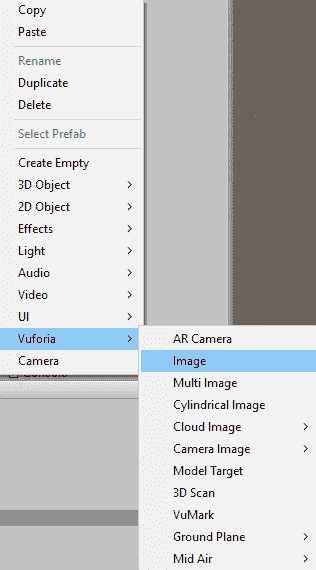 Copy
Paste
Rename
Duplicate
Delete
Select Prefab
Create Empty
3D Object
2D Object
Effects
Light
Audio
Video
UI
Vuforia
Camera
AR Camera
Image
Multi Image
Cylindrical Image
Cloud Image
Camera Image
Model Target
3D Scan
VuMark
Ground Plane
Mid Air